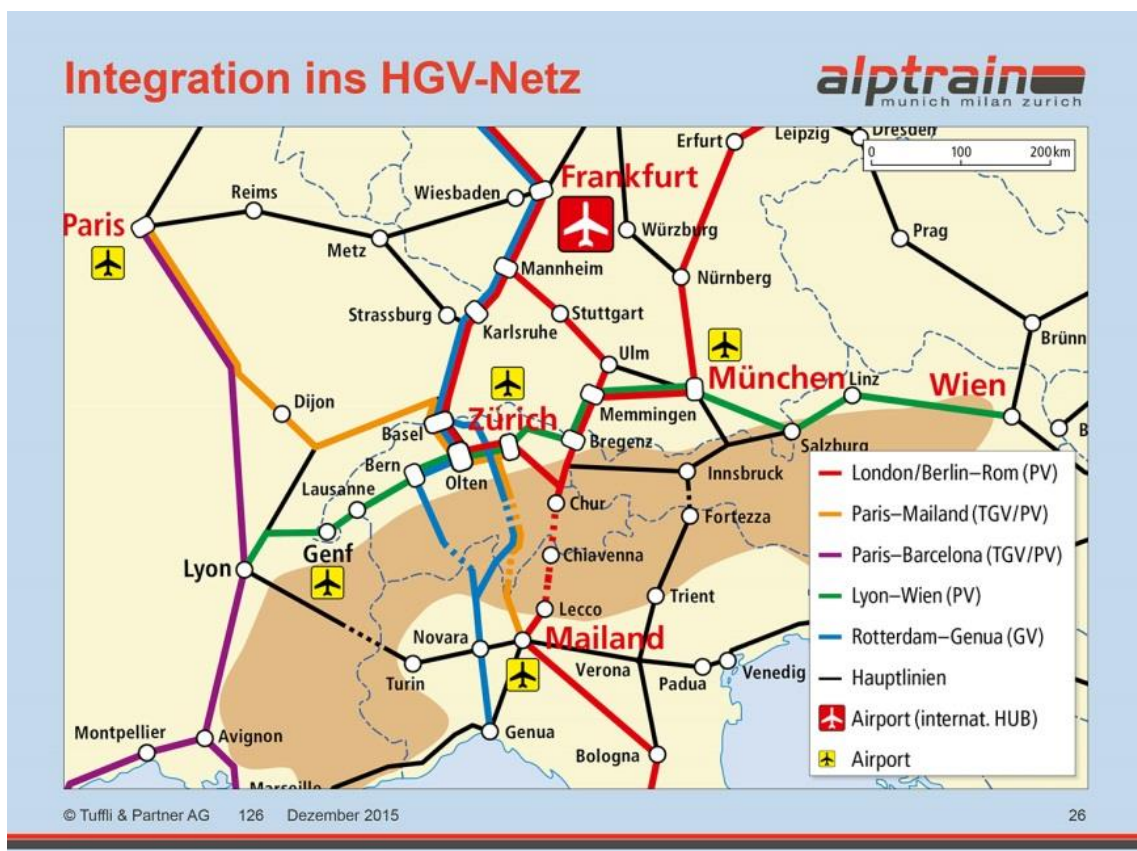 Integration ins HGV-Netz
alptrain
munich milan zurich
Erfurt
Leipzig
Dresden
0 100 200 km
Frankfurt
Wiesbaden
Reims
Paris
Metz
Würzburg
Prag
Mannheim
Nürnberg
Strassburg
Karlsruhe
Stuttgart
Brünn
Ulm
München
Linz
Wien
Dijon
Zürich
Memmingen
Basel
Bregenz
Salzburg
Bern
Olten
Innsbruck
Lausanne
Chur
Fortezza
Genf
Chiavenna
Lyon
Lecco
Trient
Novara
Mailand
Verona
Turin
Padua
Venedig
Montpellier
Avignon
Genua
Bologna
Marseille
B
London/Berlin–Rom (PV)
Paris–Mailand (TGV/PV)
Paris–Barcelona (TGV/PV)
Lyon–Wien (PV)
Rotterdam–Genua (GV)
Hauptlinien
Airport (internat. HUB)
Airport
© Tuffli & Partner AG 126 Dezember 2015
26